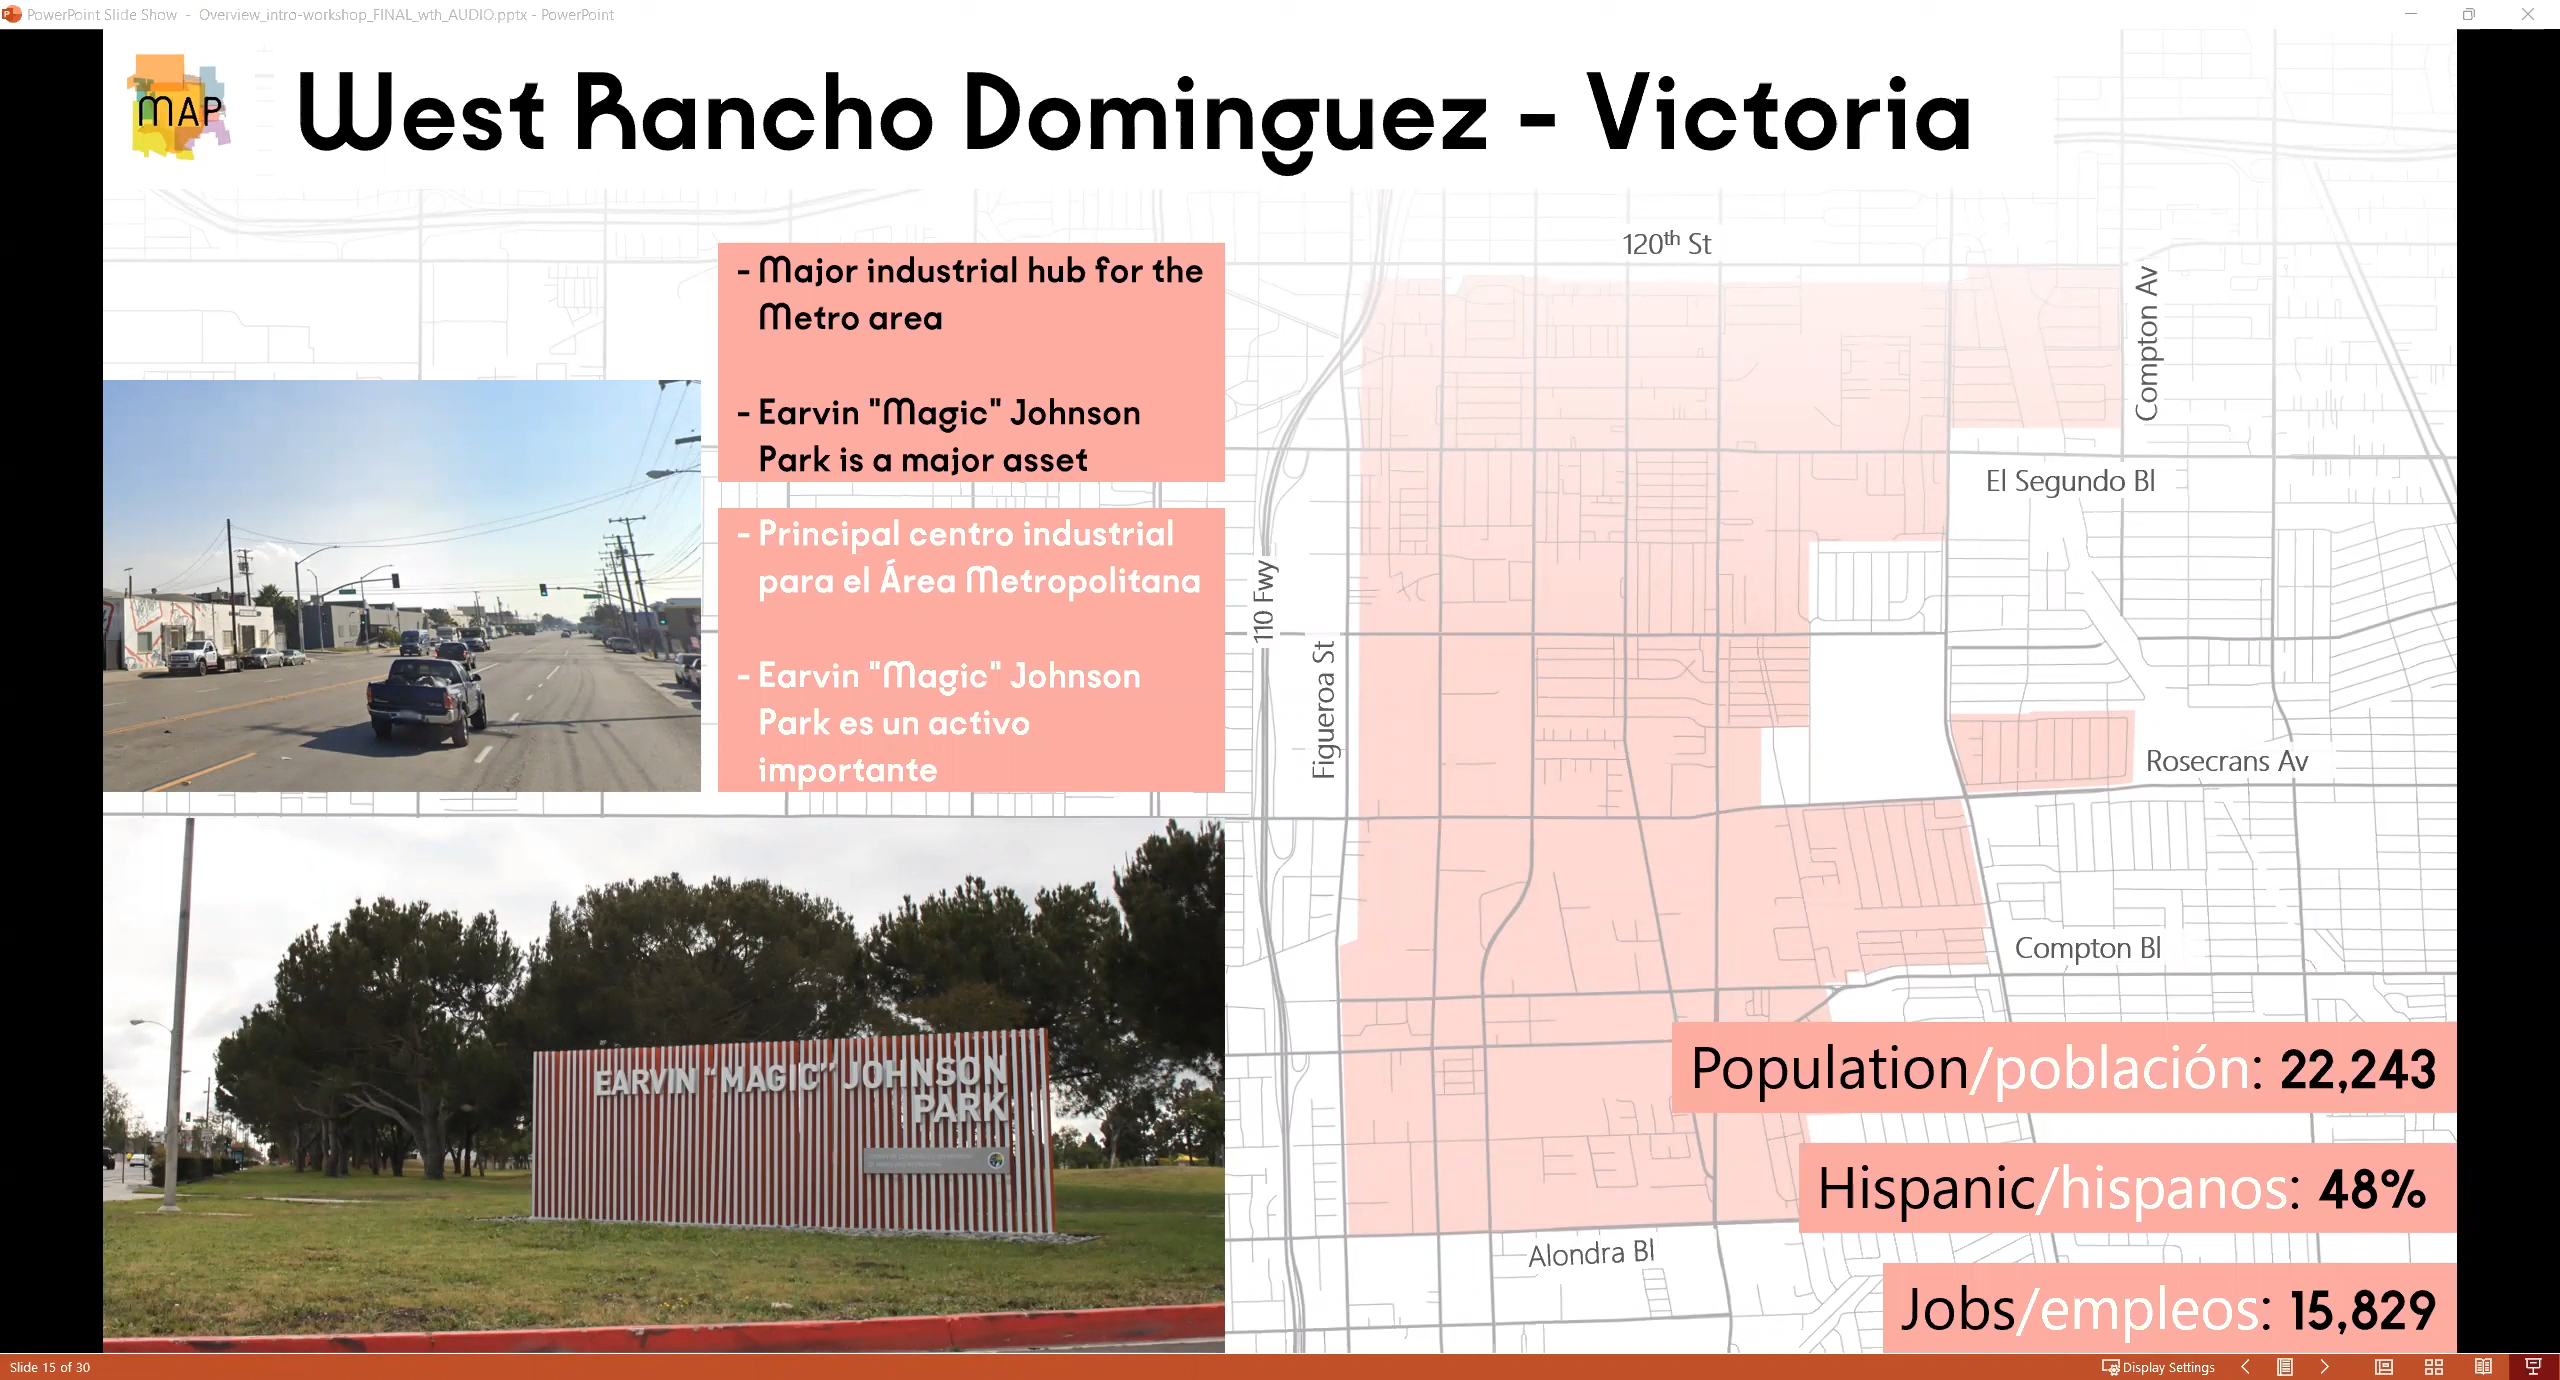 PowerPoint Slide Show - Overview_intro-workshop_FINAL_wth_AUDIO.pptx - PowerPoint
MAP
West Rancho Dominguez - Victoria
- Major industrial hub for the
Metro area
- Earvin "Magic" Johnson
Park is a major asset
- Principal centro industrial
para el Área Metropolitana
- Earvin "Magic" Johnson
Park es un activo
importante
EARVIN "MAGIC" JOHNSON
PARK
120th St
Compton Av
El Segundo Bl
110 Fwy
Figueroa St
Rosecrans Av
Compton Bl
Alondra Bl
Population/población: 22,243
Hispanic/hispanos: 48%
Jobs/empleos: 15,829
Slide 15 of 30
Display Settings